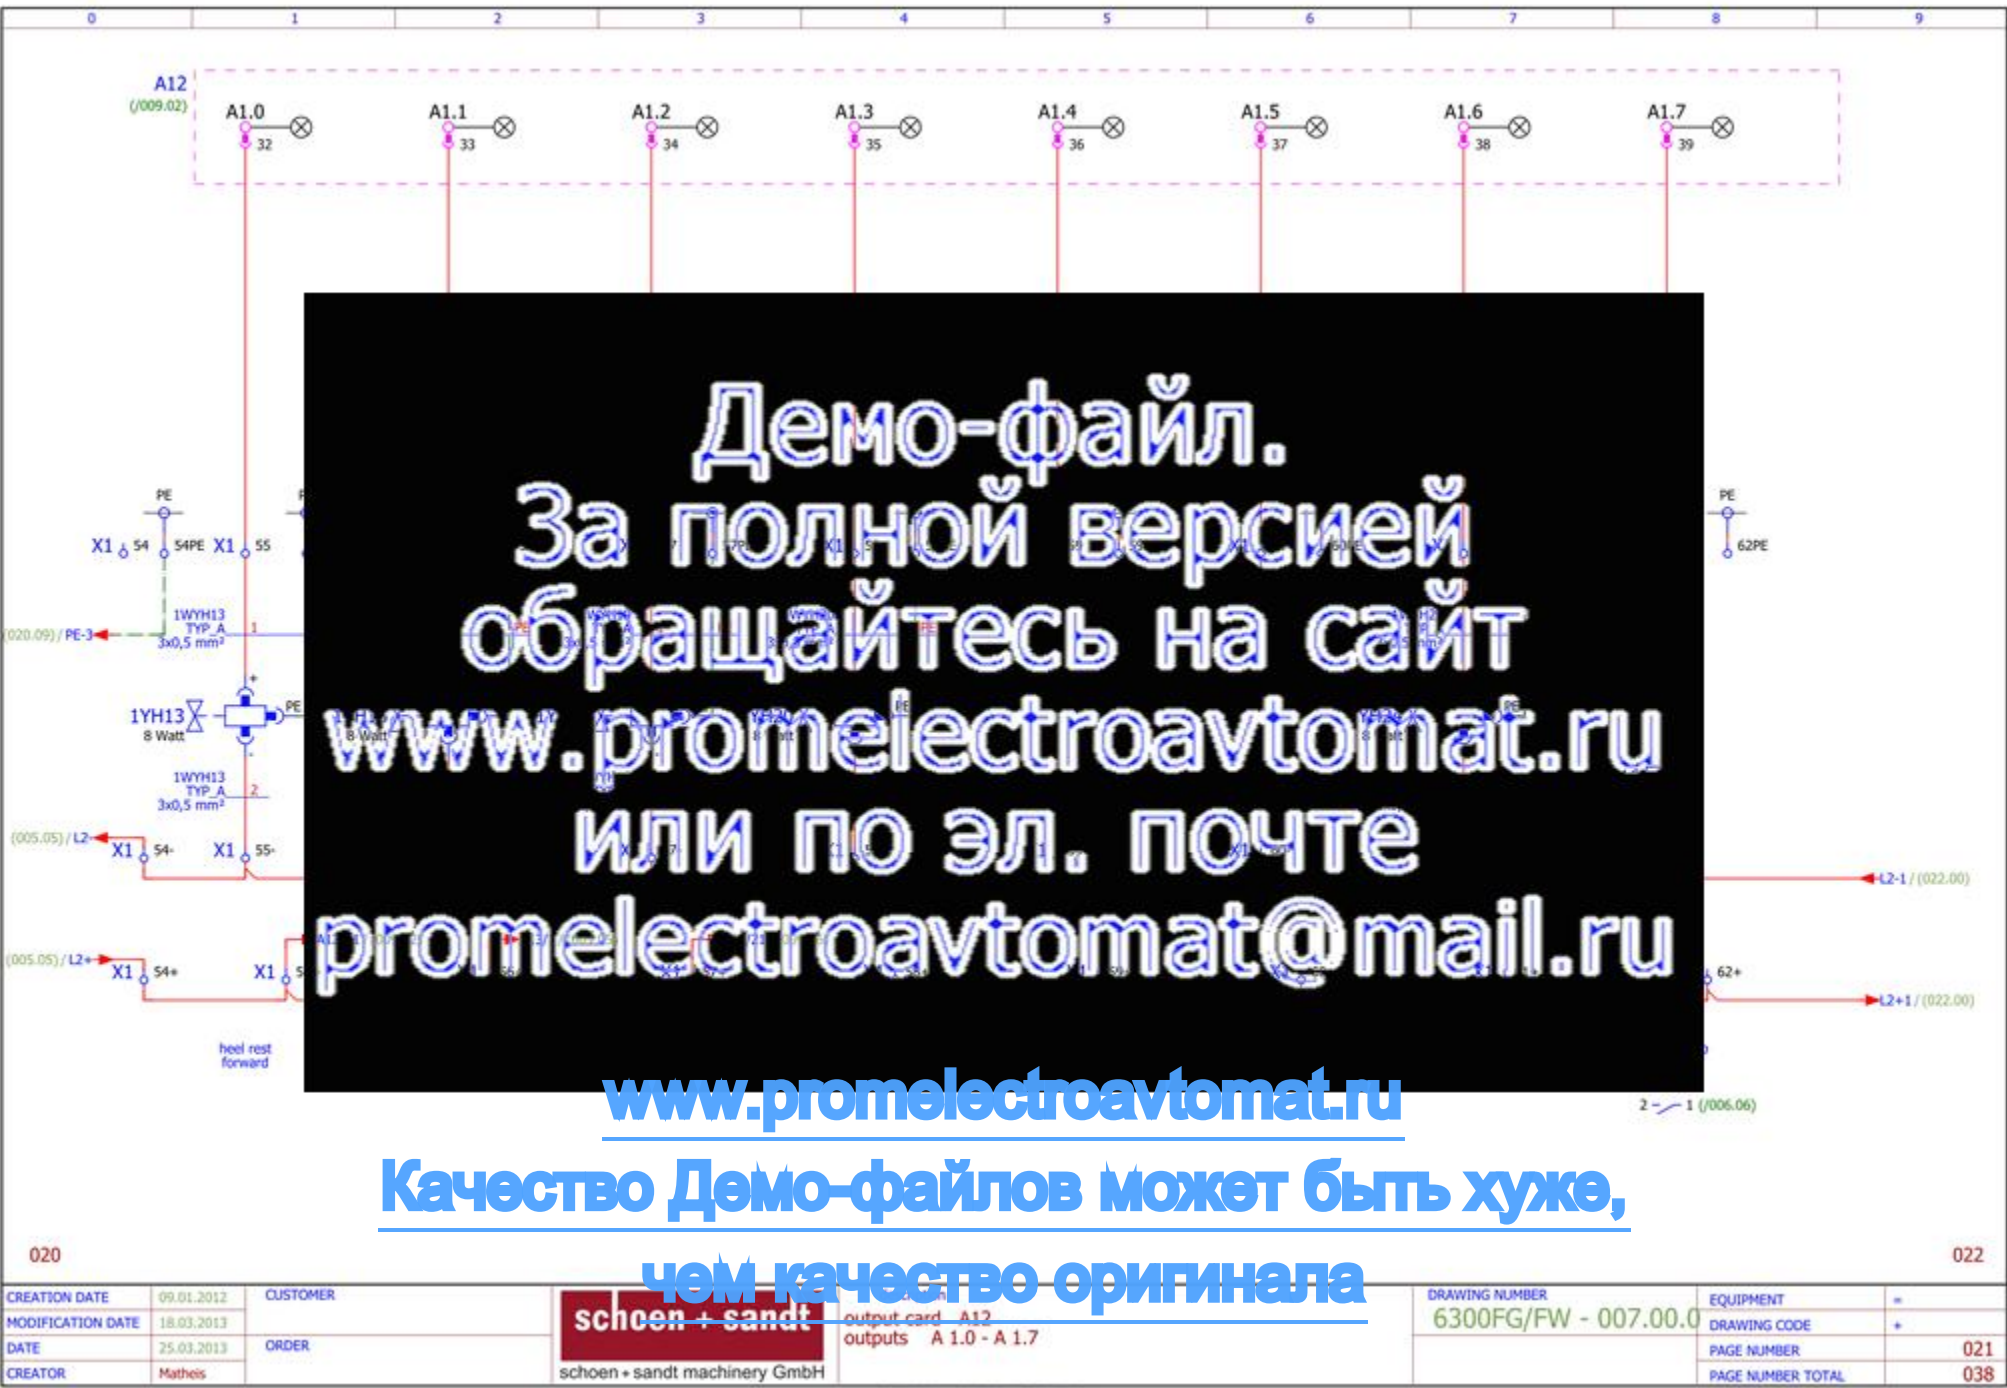 0 1 2 3 4 5 6 7 8 9
A12
(/009.02)
A1.0 A1.1 A1.2 A1.3 A1.4 A1.5 A1.6 A1.7
32 33 34 35 36 37 38 39
Демо-файл.
За полной версией
обращайтесь на сайт
www.promelectroavtomat.ru
или по эл. почте
promelectroavtomat@mail.ru
PE PE
X1 54 54PE X1 55 62PE
1WYH13
TYP_A 1
(020.09)/ PE-3 3x0,5 mm²
+
1YH13 PE
8 Watt
-
1WYH13
TYP_A 2
3x0,5 mm²
(005.05)/ L2-
X1 54- X1 55-
L2-1 / (022.00)
(005.05)/ L2+
X1 54+ X1 62+
L2+1 / (022.00)
heel rest
forward
2 1 (/006.06)
www.promelectroavtomat.ru
Качество Демо-файлов может быть хуже,
чем качество оригинала
020 022
CREATION DATE 09.01.2012 CUSTOMER
MODIFICATION DATE 18.03.2013
DATE 25.03.2013 ORDER
CREATOR Matheis
schoen + sandt
schoen + sandt machinery GmbH
output card A12
outputs A 1.0 - A 1.7
DRAWING NUMBER
6300FG/FW - 007.00.0
EQUIPMENT =
DRAWING CODE +
PAGE NUMBER 021
PAGE NUMBER TOTAL 038